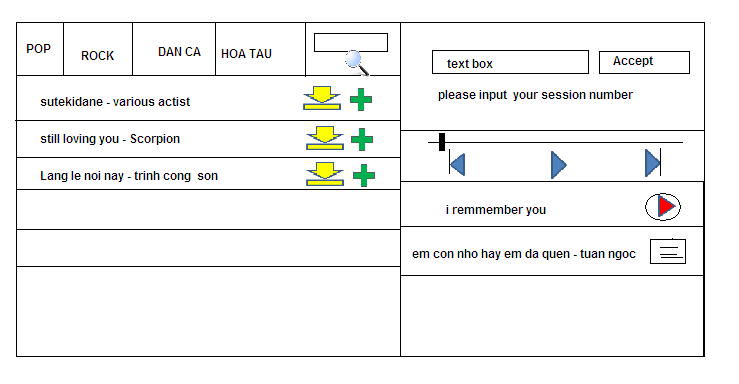 POP ROCK DAN CA HOA TAU
sutekidane - various actist
still loving you - Scorpion
Lang le noi nay - trinh cong son
text box Accept
please input your session number
i remmember you
em con nho hay em da quen - tuan ngoc